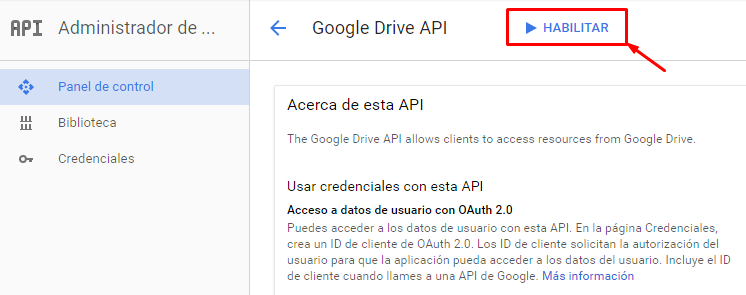 API Administrador de ...
Google Drive API
HABILITAR
Panel de control
Biblioteca
Credenciales
Acerca de esta API
The Google Drive API allows clients to access resources from Google Drive.
Usar credenciales con esta API
Acceso a datos de usuario con OAuth 2.0
Puedes acceder a los datos de usuario con esta API. En la página Credenciales,
crea un ID de cliente de OAuth 2.0. Los ID de cliente solicitan la autorización del
usuario para que la aplicación pueda acceder a los datos del usuario. Incluye el ID
de cliente cuando llames a una API de Google. Más información